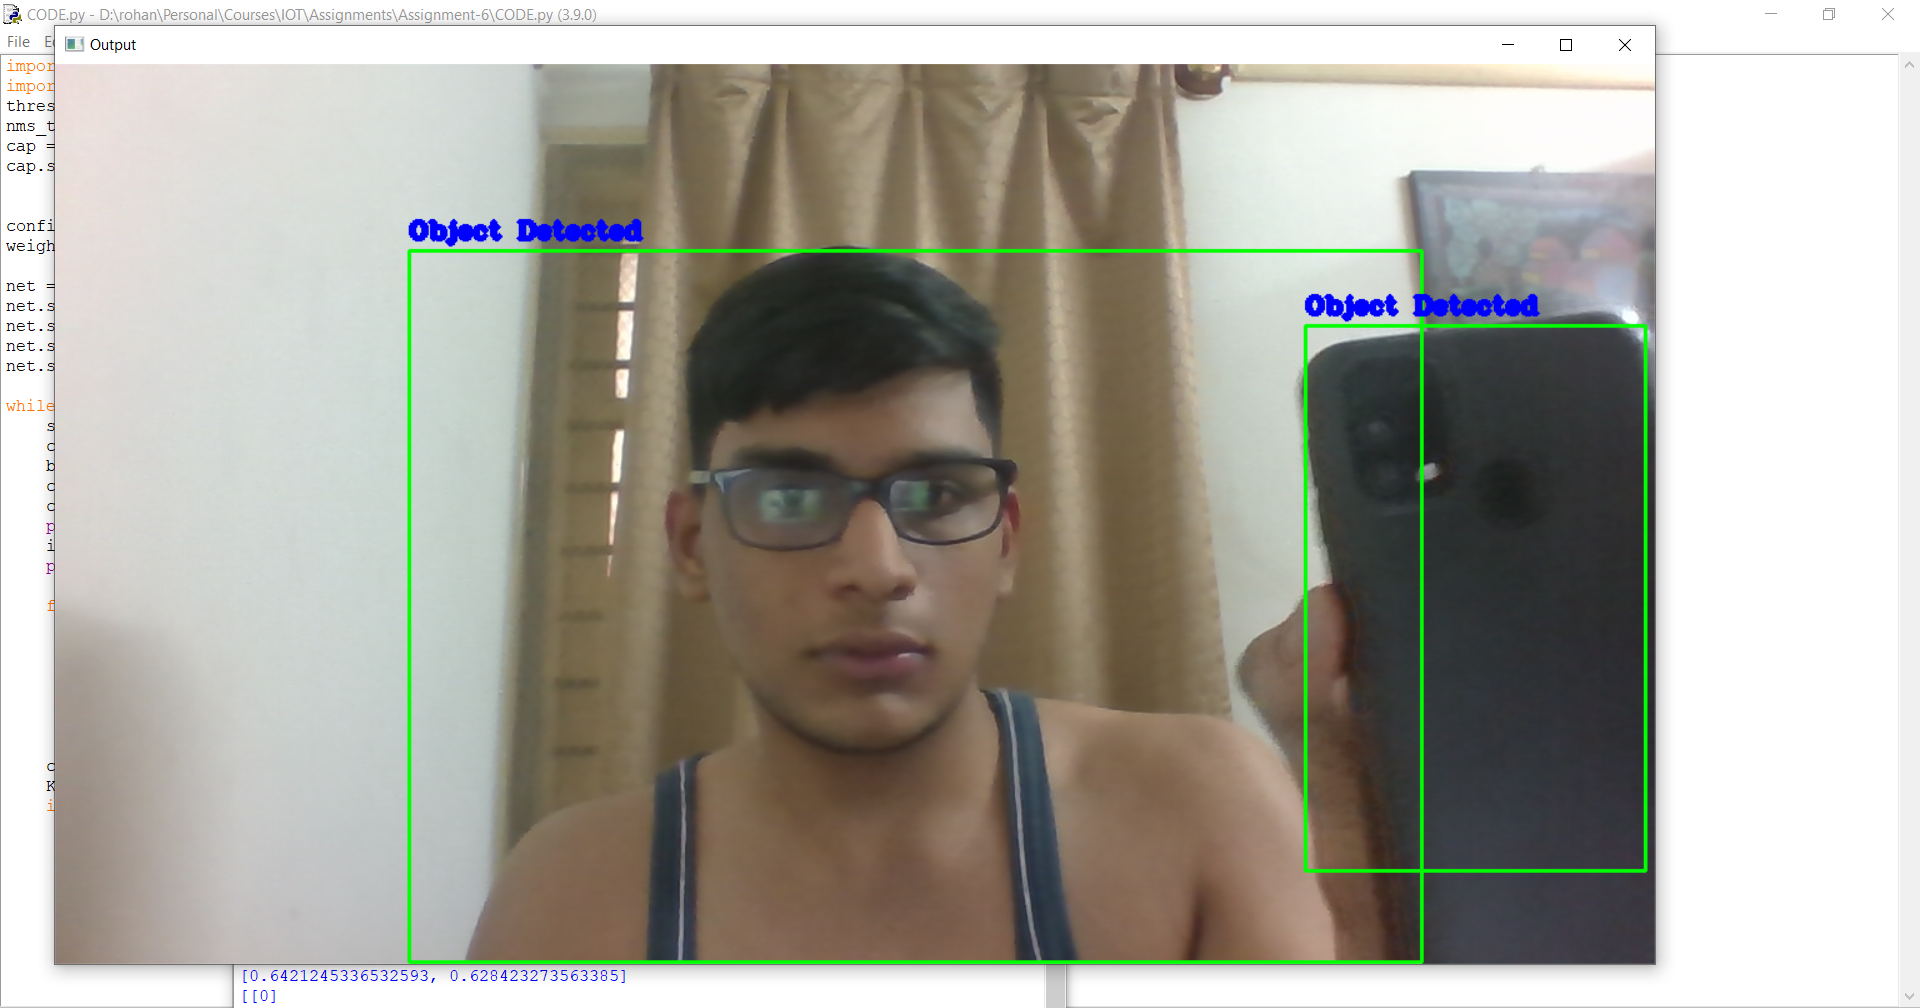 CODE.py - D:\rohan\Personal\Courses\IOT\Assignments\Assignment-6\CODE.py (3.9.0)
File
Output
impor
impor
thres
nms_t
cap =
cap.s
confi
weigh
net =
net.s
net.s
net.s
net.s
while
s
c
b
c
c
p
i
p
f
c
K
i
Object Detected
Object Detected
[0.6421245336532593, 0.628423273563385]
[[0]